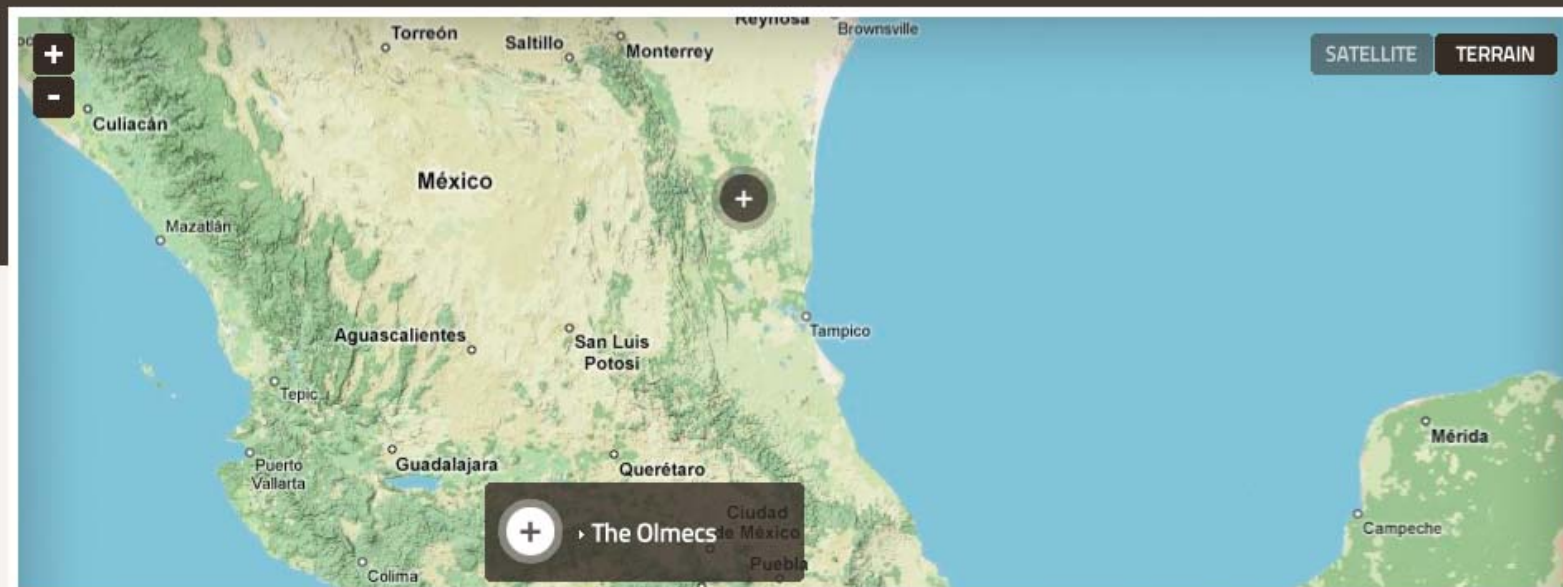 Reynosa
Brownsville
Torreón
Saltillo
Monterrey
+
-
SATELLITE
TERRAIN
Culiacán
México
+
Mazatlán
Aguascalientes
San Luis
Potosí
Tampico
Tepic
Mérida
Puerto
Vallarta
Guadalajara
Querétaro
Ciudad
de México
+
The Olmecs
Campeche
Puebla
Colima